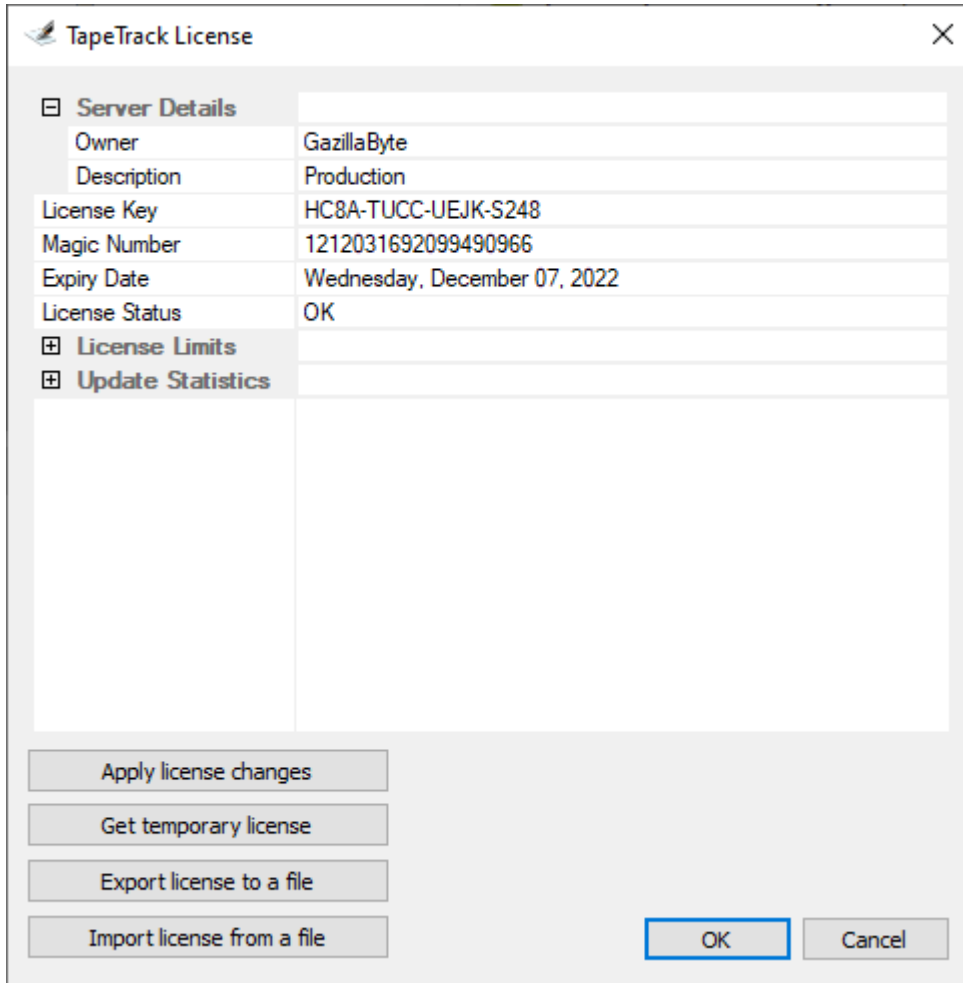 TapeTrack License
Server Details
Owner GazillaByte
Description Production
License Key HC8A-TUCC-UEJK-S248
Magic Number 1212031692099490966
Expiry Date Wednesday, December 07, 2022
License Status OK
License Limits
Update Statistics
Apply license changes
Get temporary license
Export license to a file
Import license from a file
OK Cancel